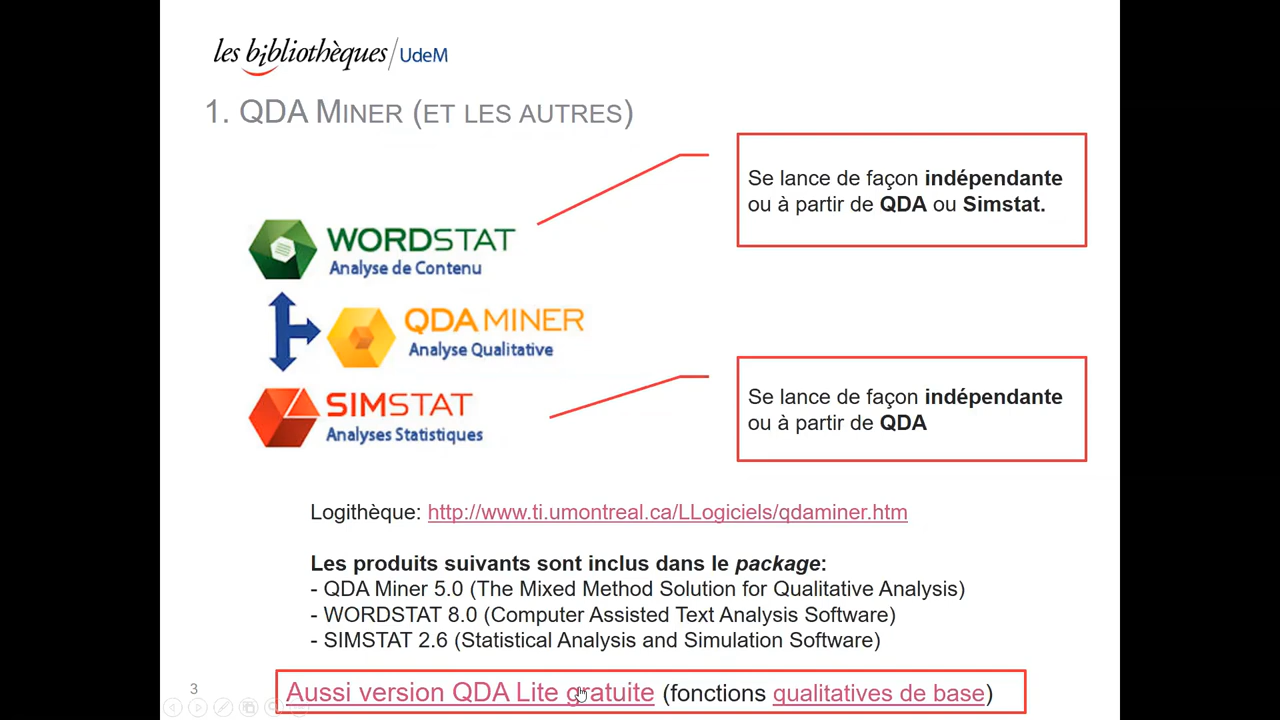 les bibliothèques/UdeM
1. QDA MINER (ET LES AUTRES)
Se lance de façon indépendante
ou à partir de QDA ou Simstat.
WORDSTAT
Analyse de Contenu
QDA MINER
Analyse Qualitative
SIMSTAT
Analyses Statistiques
Se lance de façon indépendante
ou à partir de QDA
Logithèque: http://www.ti.umontreal.ca/LLogiciels/qdaminer.htm
Les produits suivants sont inclus dans le package:
- QDA Miner 5.0 (The Mixed Method Solution for Qualitative Analysis)
- WORDSTAT 8.0 (Computer Assisted Text Analysis Software)
- SIMSTAT 2.6 (Statistical Analysis and Simulation Software)
Aussi version QDA Lite gratuite (fonctions qualitatives de base)
3